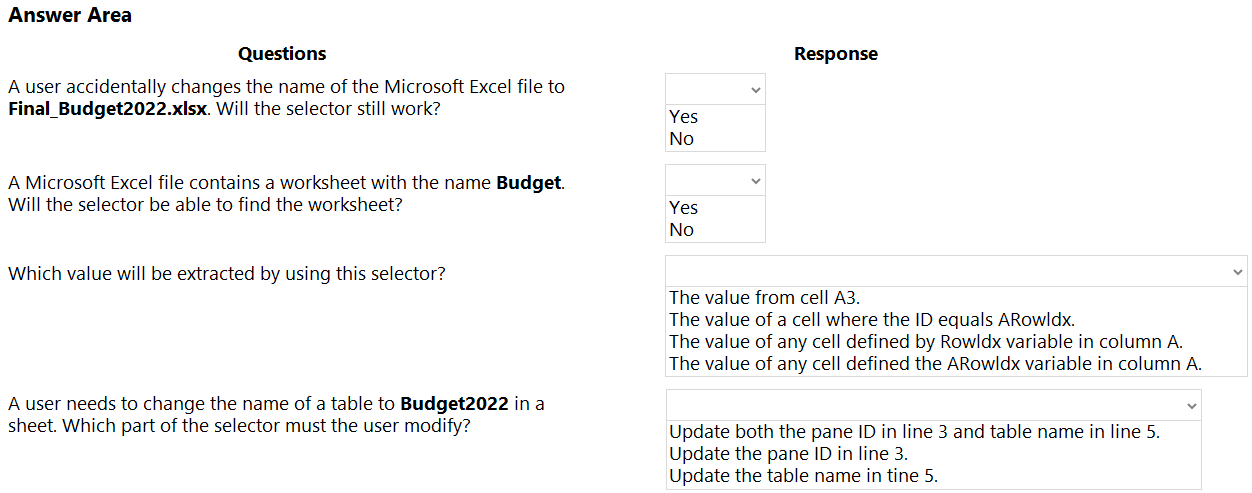 Answer Area
Questions Response
A user accidentally changes the name of the Microsoft Excel file to
Final_Budget2022.xlsx. Will the selector still work?
Yes
No
A Microsoft Excel file contains a worksheet with the name Budget.
Will the selector be able to find the worksheet?
Yes
No
Which value will be extracted by using this selector?
The value from cell A3.
The value of a cell where the ID equals ARowldx.
The value of any cell defined by Rowldx variable in column A.
The value of any cell defined the ARowldx variable in column A.
A user needs to change the name of a table to Budget2022 in a
sheet. Which part of the selector must the user modify?
Update both the pane ID in line 3 and table name in line 5.
Update the pane ID in line 3.
Update the table name in tine 5.